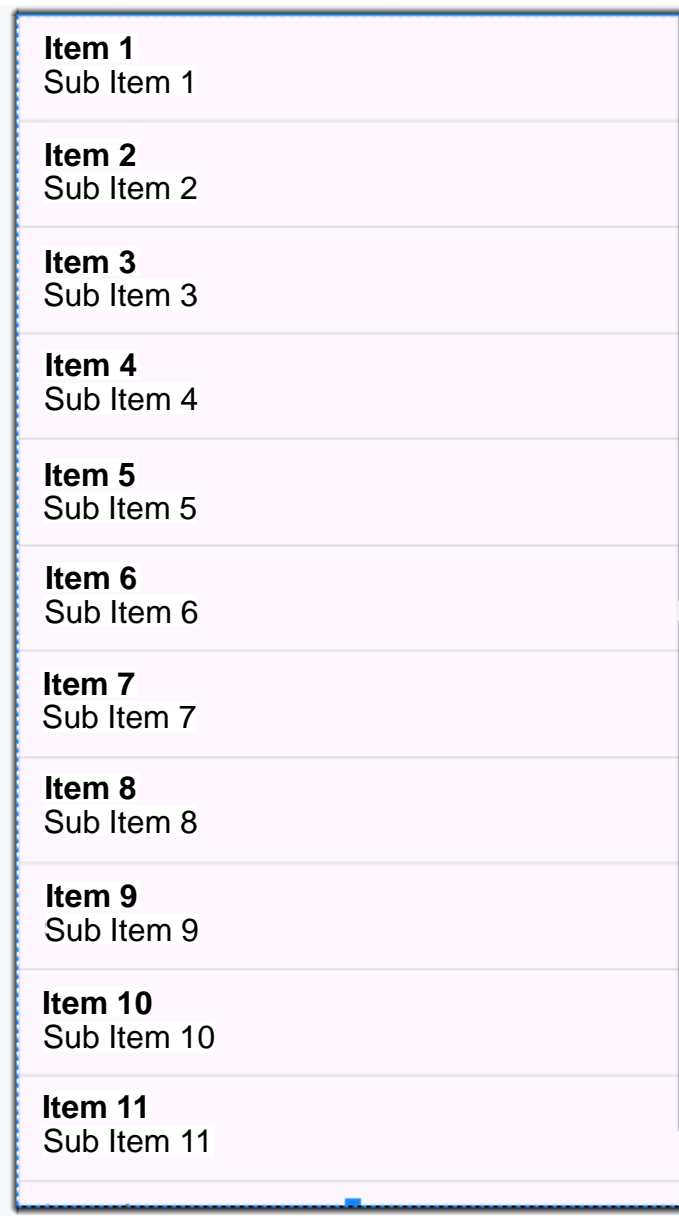 Item 1
Sub Item 1
Item 2
Sub Item 2
Item 3
Sub Item 3
Item 4
Sub Item 4
Item 5
Sub Item 5
Item 6
Sub Item 6
Item 7
Sub Item 7
Item 8
Sub Item 8
Item 9
Sub Item 9
Item 10
Sub Item 10
Item 11
Sub Item 11